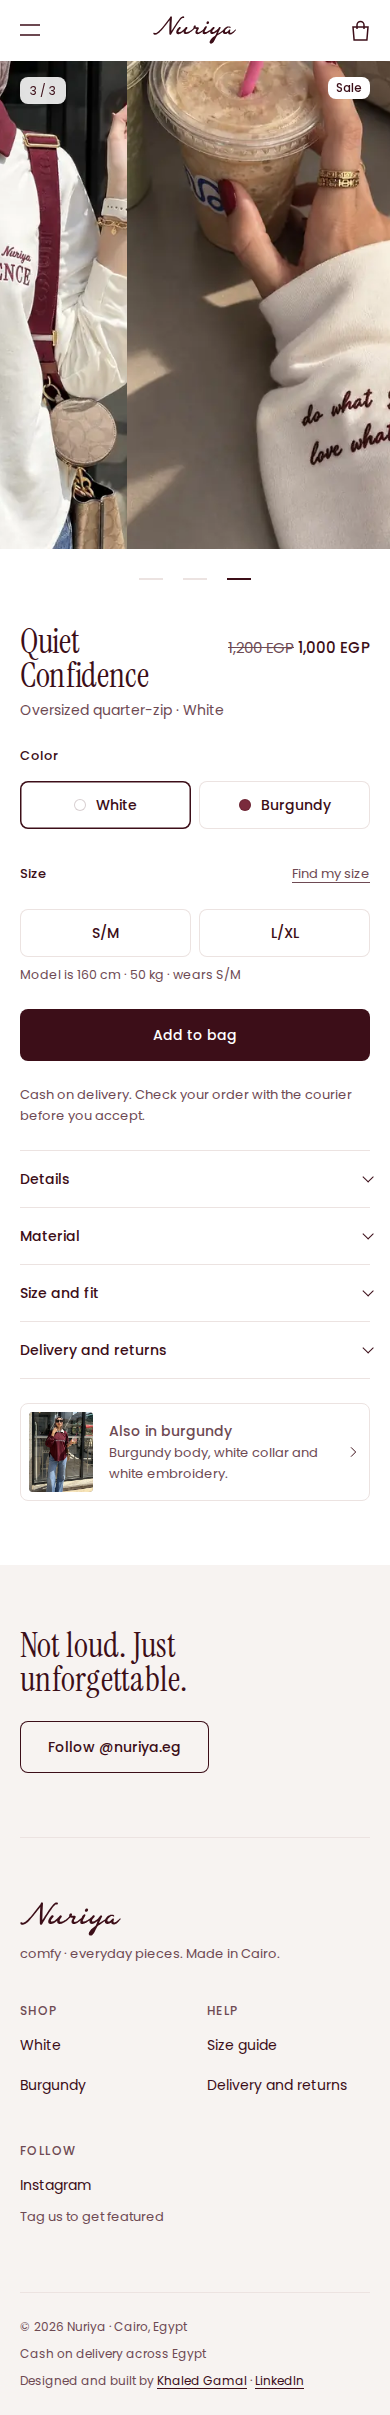 Nuriya
3 / 3
Sale
Nuriya
ENCE
do what
love what
Quiet
Confidence
1,200 EGP 1,000 EGP
Oversized quarter-zip · White
Color
White
Burgundy
Size
Find my size
S/M
L/XL
Model is 160 cm · 50 kg · wears S/M
Add to bag
Cash on delivery. Check your order with the courier
before you accept.
Details
Material
Size and fit
Delivery and returns
Also in burgundy
Burgundy body, white collar and
white embroidery.
Not loud. Just
unforgettable.
Follow @nuriya.eg
Nuriya
comfy · everyday pieces. Made in Cairo.
SHOP
White
Burgundy
HELP
Size guide
Delivery and returns
FOLLOW
Instagram
Tag us to get featured
© 2026 Nuriya · Cairo, Egypt
Cash on delivery across Egypt
Designed and built by Khaled Gamal · LinkedIn